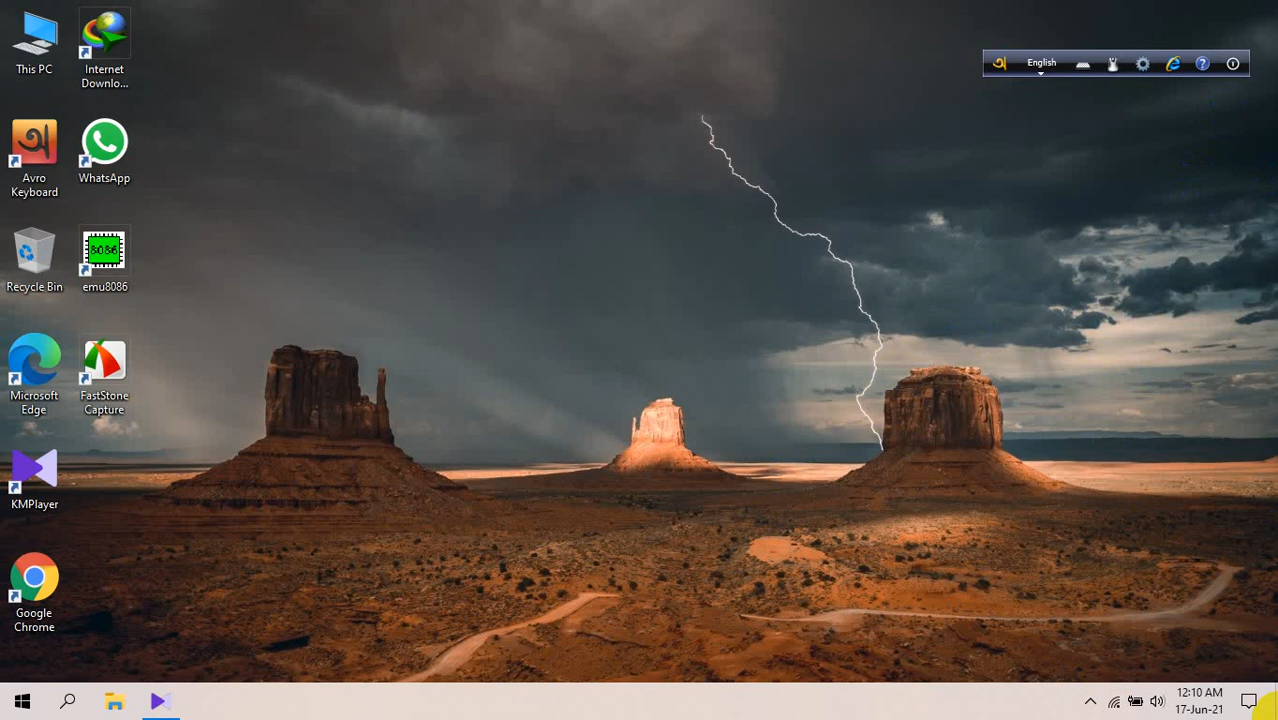 This PC
Internet
Downlo...
English
Avro
Keyboard
WhatsApp
Recycle Bin
8086
emu8086
Microsoft
Edge
FastStone
Capture
KMPlayer
Google
Chrome
12:10 AM
17-Jun-21